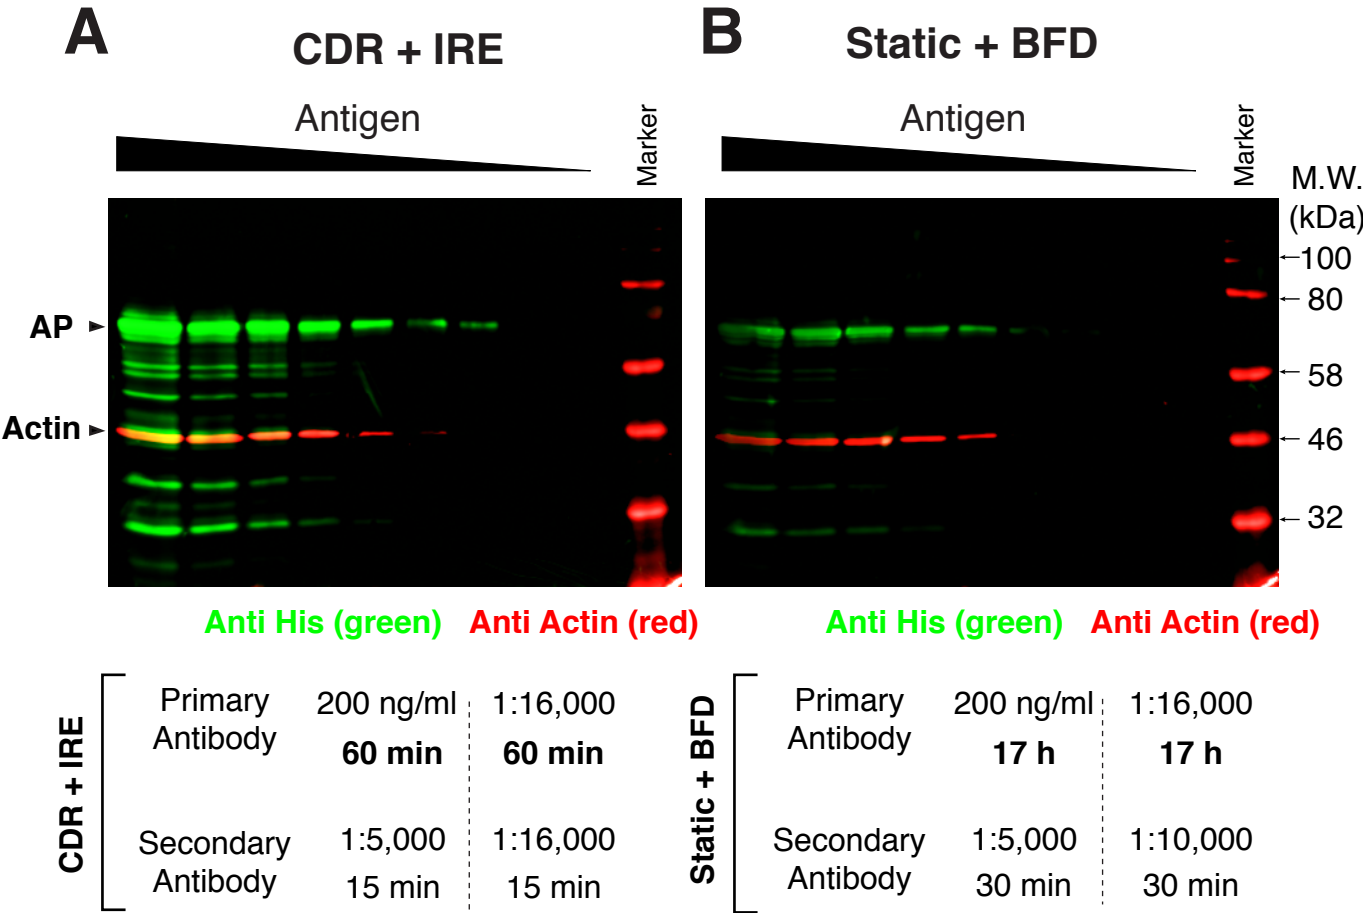 A
CDR + IRE
Antigen
Marker
AP
Actin
Anti His (green) Anti Actin (red)
CDR + IRE
Primary Antibody
200 ng/ml
1:16,000
60 min
60 min
Secondary Antibody
1:5,000
1:16,000
15 min
15 min
B
Static + BFD
Antigen
Marker
M.W.
(kDa)
←100
←80
←58
←46
←32
Anti His (green) Anti Actin (red)
Static + BFD
Primary Antibody
200 ng/ml
1:16,000
17 h
17 h
Secondary Antibody
1:5,000
1:10,000
30 min
30 min